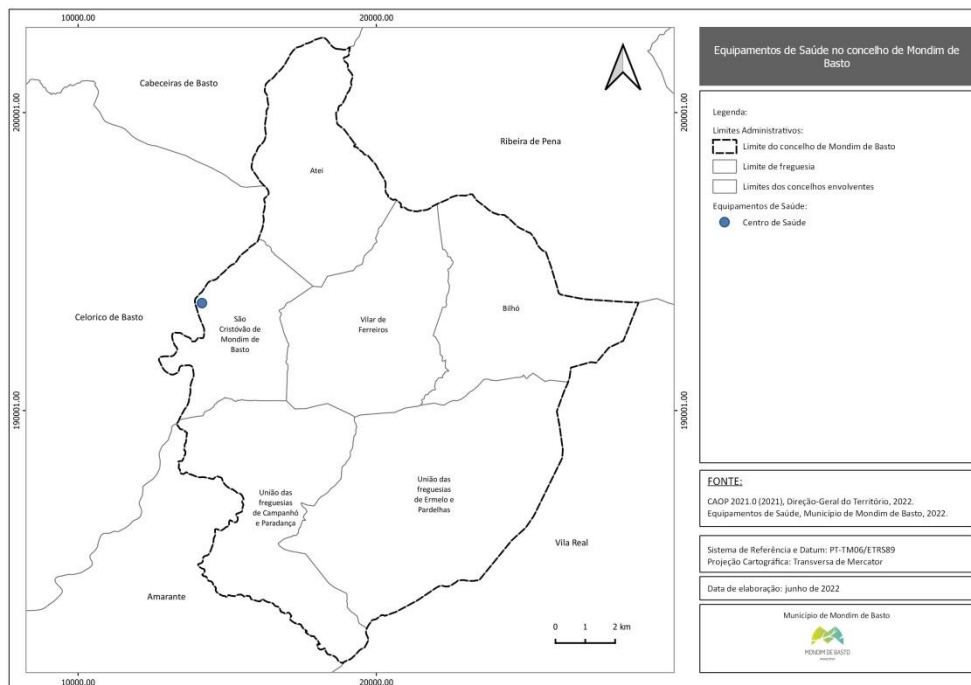 10000.00
20000.00
200001.00
200001.00
190001.00
190001.00
10000.00
20000.00
Cabeceiras de Basto
Ribeira de Pena
Atei
Celorico de Basto
São
Cristóvão de
Mondim de
Basto
Vilar de
Ferreiros
Bilhó
União das
freguesias
de Campanhó
e Paradança
União das
freguesias
de Ermelo e
Pardelhas
Vila Real
Amarante
0 1 2 km
Equipamentos de Saúde no concelho de Mondim de
Basto
Legenda:
Limites Administrativos:
Limite do concelho de Mondim de Basto
Limite de freguesia
Limites dos concelhos envolventes
Equipamentos de Saúde:
Centro de Saúde
FONTE:
CAOP 2021.0 (2021), Direção-Geral do Território, 2022.
Equipamentos de Saúde, Município de Mondim de Basto, 2022.
Sistema de Referência e Datum: PT-TM06/ETRS89
Projeção Cartográfica: Transversa de Mercator
Data de elaboração: junho de 2022
Município de Mondim de Basto
MONDIM DE BASTO